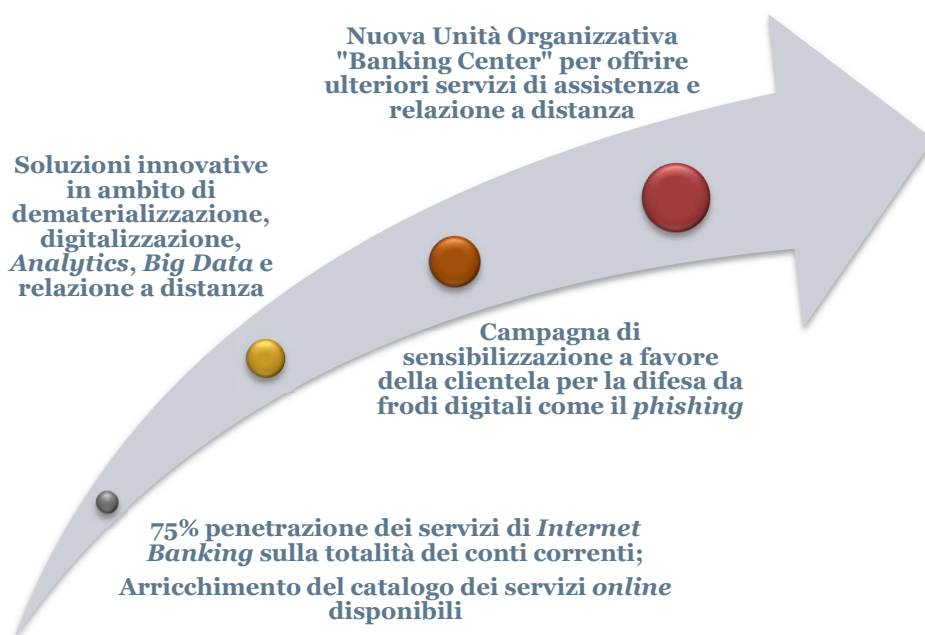 Nuova Unità Organizzativa
"Banking Center" per offrire
ulteriori servizi di assistenza e
relazione a distanza
Soluzioni innovative
in ambito di
dematerializzazione,
digitalizzazione,
Analytics, Big Data e
relazione a distanza
Campagna di
sensibilizzazione a favore
della clientela per la difesa da
frodi digitali come il phishing
75% penetrazione dei servizi di Internet
Banking sulla totalità dei conti correnti;
Arricchimento del catalogo dei servizi online
disponibili